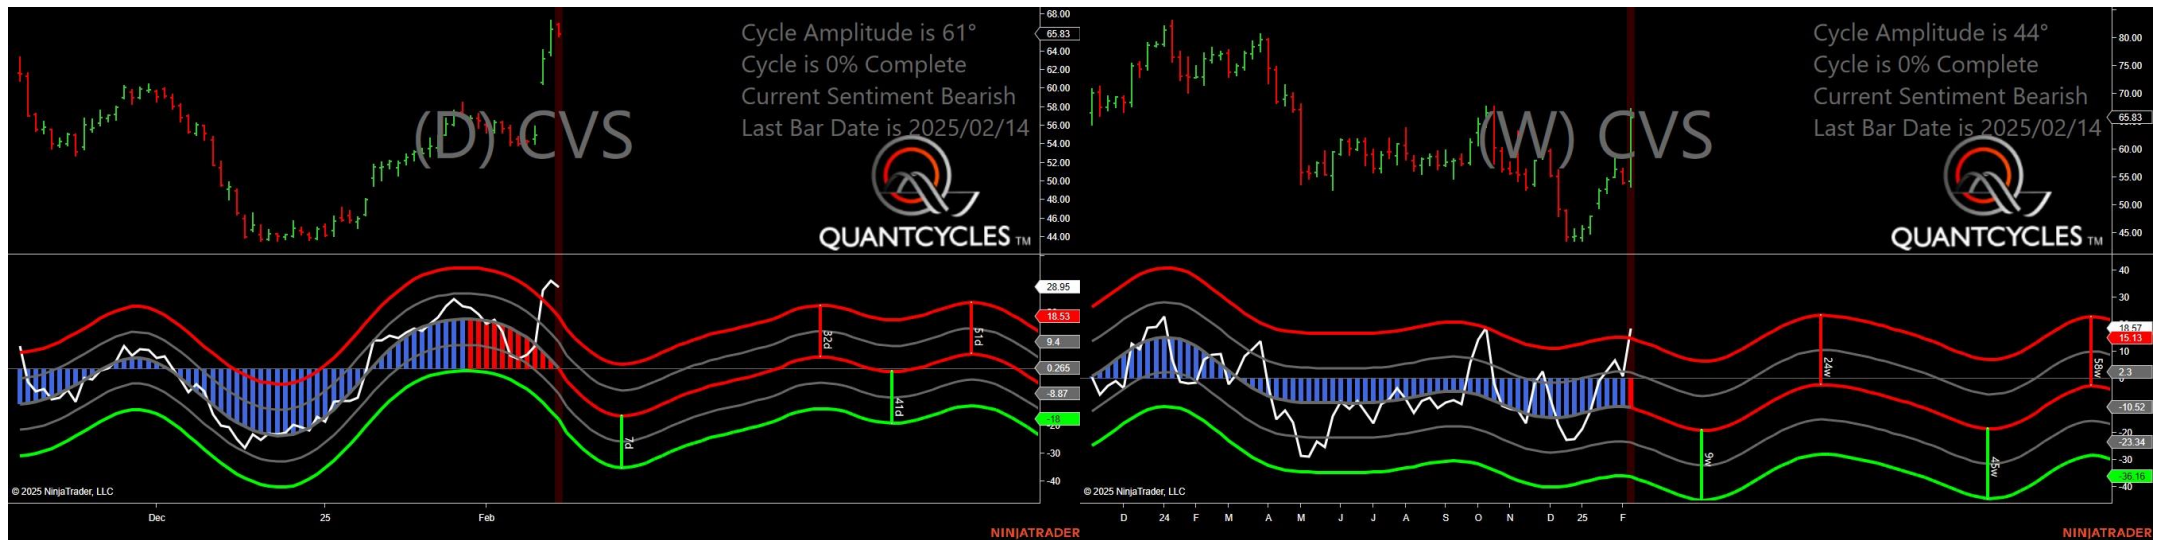 (D) CVS
Cycle Amplitude is 61°
Cycle is 0% Complete
Current Sentiment Bearish
Last Bar Date is 2025/02/14
QUANTCYCLES TM
68.00
65.83
64.00
62.00
60.00
58.00
56.00
54.00
52.00
50.00
48.00
46.00
44.00
28.95
18.53
9.4
0.265
-8.87
-18
-20
-30
-40
7d
32d
41d
51d
© 2025 NinjaTrader, LLC
Dec
25
Feb
NINJATRADER
(W) CVS
Cycle Amplitude is 44°
Cycle is 0% Complete
Current Sentiment Bearish
Last Bar Date is 2025/02/14
QUANTCYCLES TM
80.00
75.00
70.00
65.83
60.00
55.00
50.00
45.00
40
30
18.57
15.13
10
2.3
0
-10.52
-20
-23.34
-30
-36.16
-40
9w
24w
45w
58w
© 2025 NinjaTrader, LLC
D
24
F
M
A
M
J
J
A
S
O
N
D
25
F
NINJATRADER